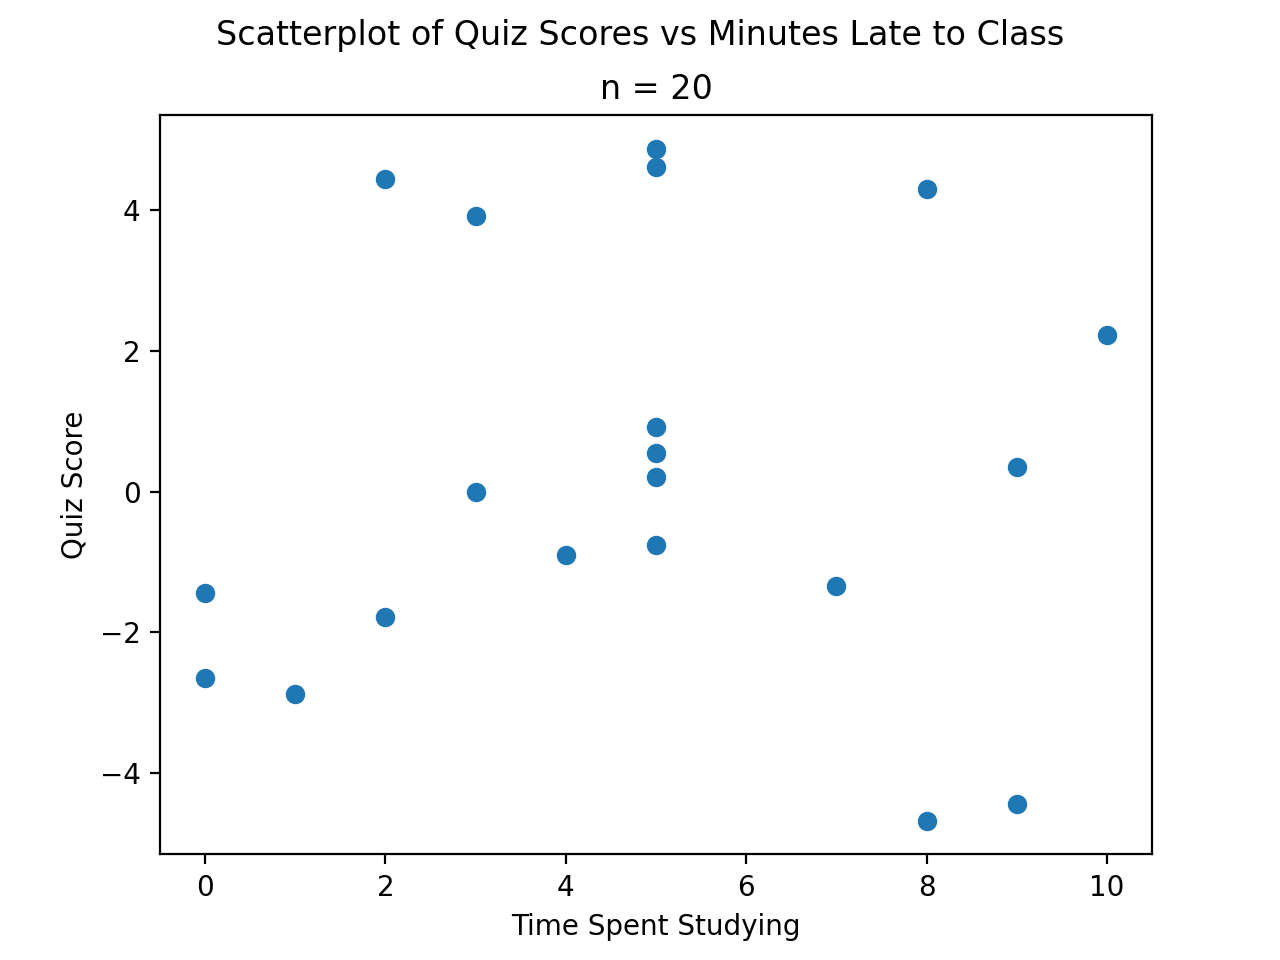 Scatterplot of Quiz Scores vs Minutes Late to Class
n = 20
4
2
0
−2
−4
Quiz Score
0 2 4 6 8 10
Time Spent Studying